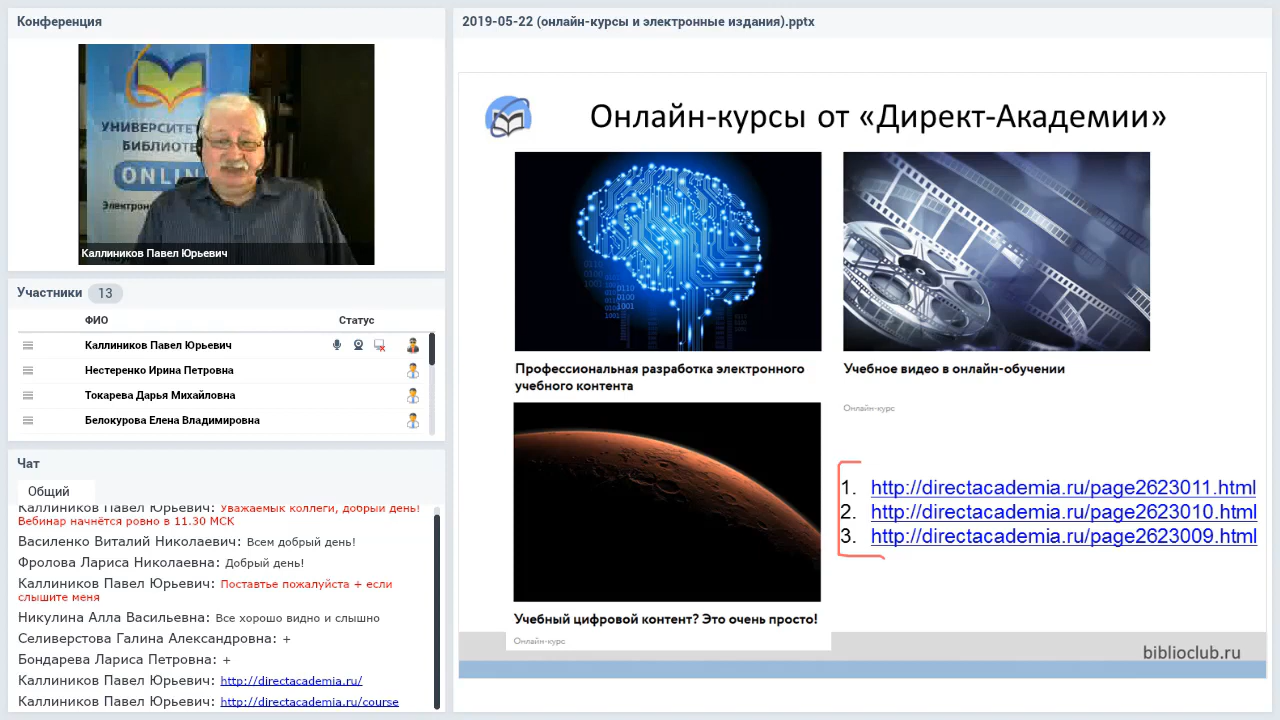 Конференция
УНИВЕРСИТЕТ
БИБЛИОТЕ
ONLIN
Электрон
Каллиников Павел Юрьевич
Участники 13
ФИО Статус
Каллиников Павел Юрьевич
Нестеренко Ирина Петровна
Токарева Дарья Михайловна
Белокурова Елена Владимировна
Чат
Общий
Каллиников Павел Юрьевич: Уважаемык коллеги, добрый день!
Вебинар начнётся ровно в 11.30 МСК
Василенко Виталий Николаевич: Всем добрый день!
Фролова Лариса Николаевна: Добрый день!
Каллиников Павел Юрьевич: Поставтье пожалуйста + если
слышите меня
Никулина Алла Васильевна: Все хорошо видно и слышно
Селиверстова Галина Александровна: +
Бондарева Лариса Петровна: +
Каллиников Павел Юрьевич: http://directacademia.ru/
Каллиников Павел Юрьевич: http://directacademia.ru/course
2019-05-22 (онлайн-курсы и электронные издания).pptx
Онлайн-курсы от «Директ-Академии»
Профессиональная разработка электронного
учебного контента
Учебное видео в онлайн-обучении
Онлайн-курс
1. http://directacademia.ru/page2623011.html
2. http://directacademia.ru/page2623010.html
3. http://directacademia.ru/page2623009.html
Учебный цифровой контент? Это очень просто!
Онлайн-курс
biblioclub.ru